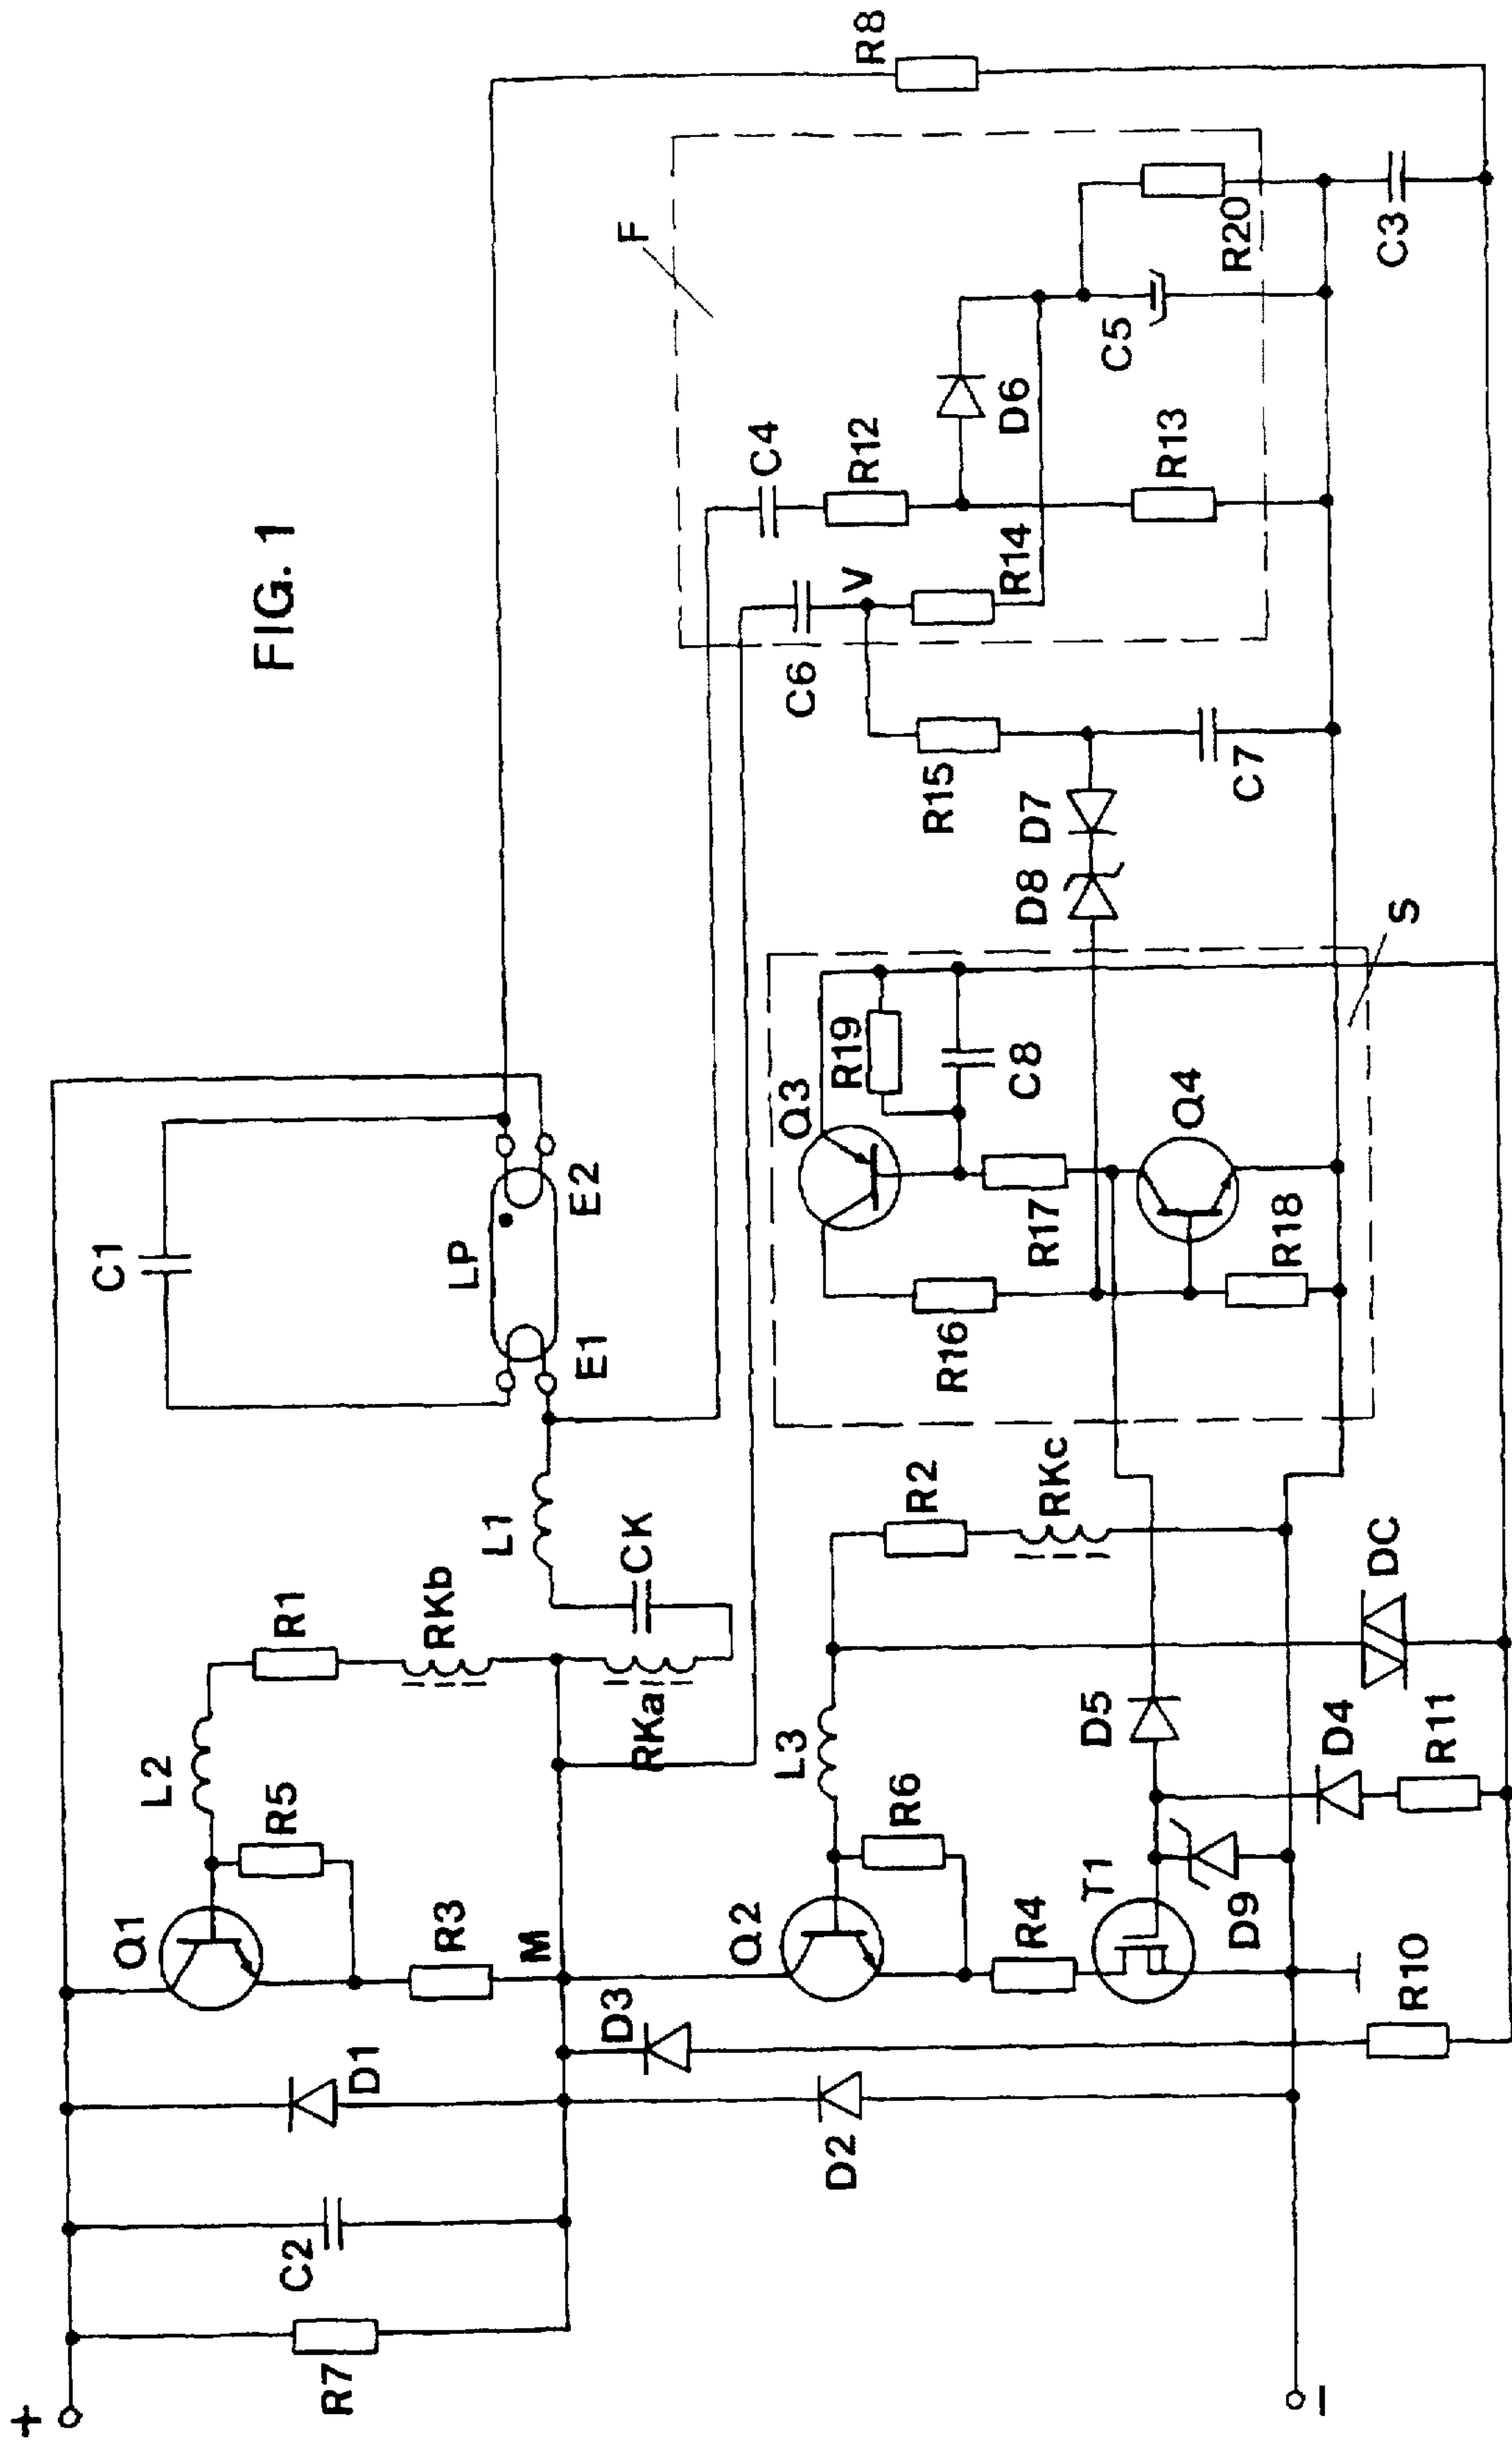 FIG. 1
C1
LP
E1
E2
R8
F
L2
R1
RKb
L1
CK
RKa
Q1
R5
R3
M
D1
C2
R7
+
C4
R12
C6
V
R14
D6
R13
C5
R20
C3
R15
D7
D8
C7
S
Q3
R19
C8
R16
R17
Q4
R18
R2
RKc
L3
R6
Q2
R4
T1
D5
D9
D4
R11
DC
D3
D2
R10
−